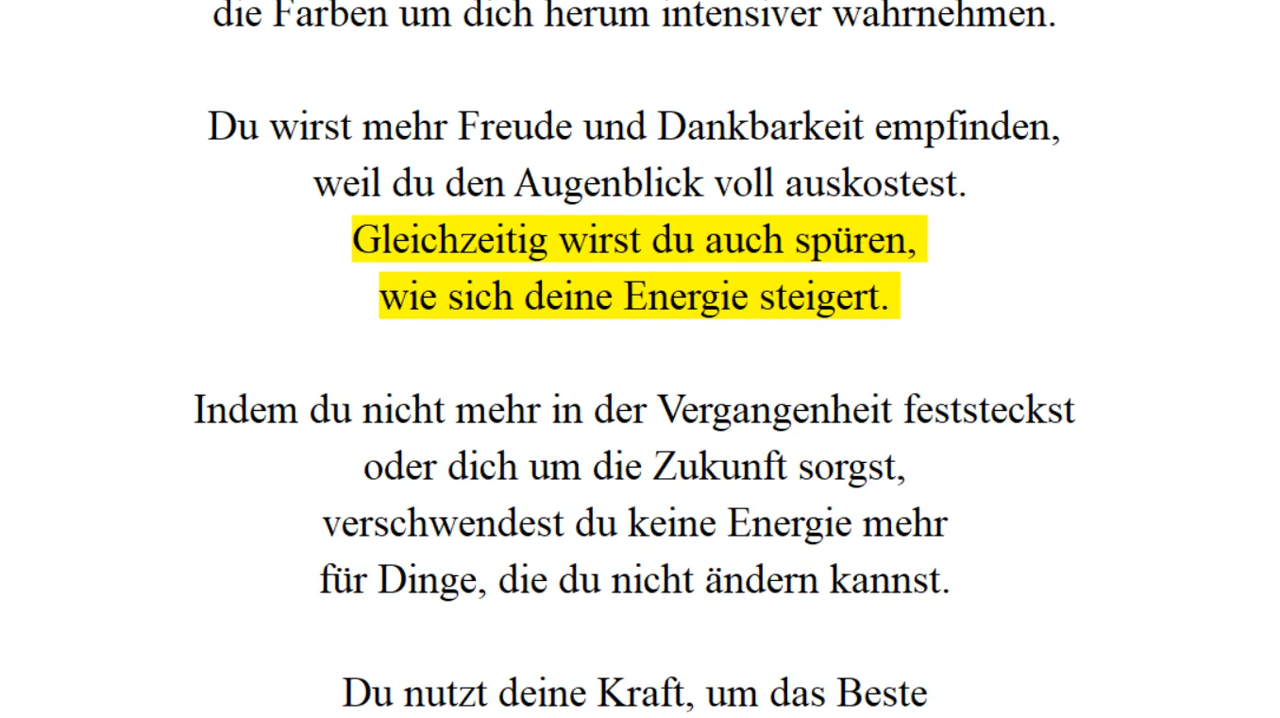 die Farben um dich herum intensiver wahrnehmen.
Du wirst mehr Freude und Dankbarkeit empfinden,
weil du den Augenblick voll auskostest.
Gleichzeitig wirst du auch spüren,
wie sich deine Energie steigert.
Indem du nicht mehr in der Vergangenheit feststeckst
oder dich um die Zukunft sorgst,
verschwendest du keine Energie mehr
für Dinge, die du nicht ändern kannst.
Du nutzt deine Kraft, um das Beste